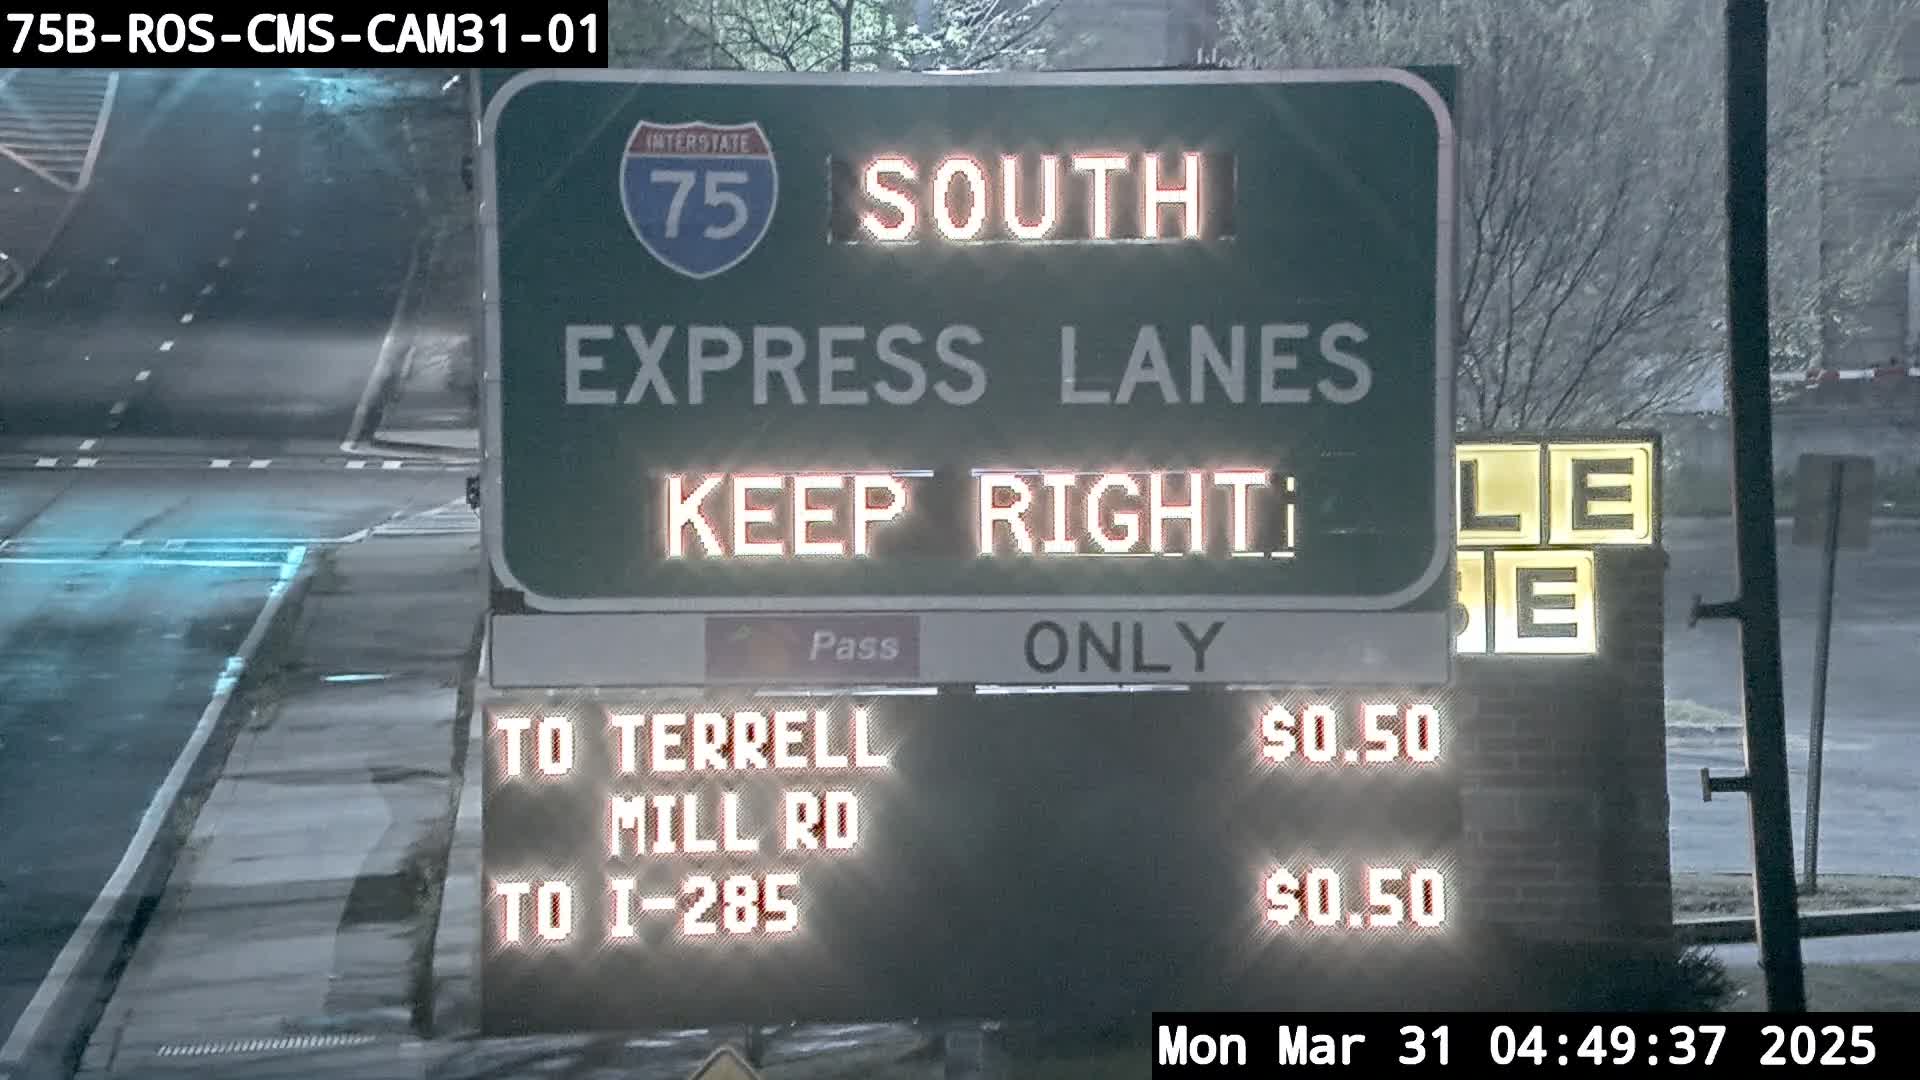 75B-ROS-CMS-CAM31-01
INTERSTATE
75
SOUTH
EXPRESS LANES
KEEP RIGHT
Pass ONLY
TO TERRELL $0.50
MILL RD
TO I-285 $0.50
LE
E
Mon Mar 31 04:49:37 2025